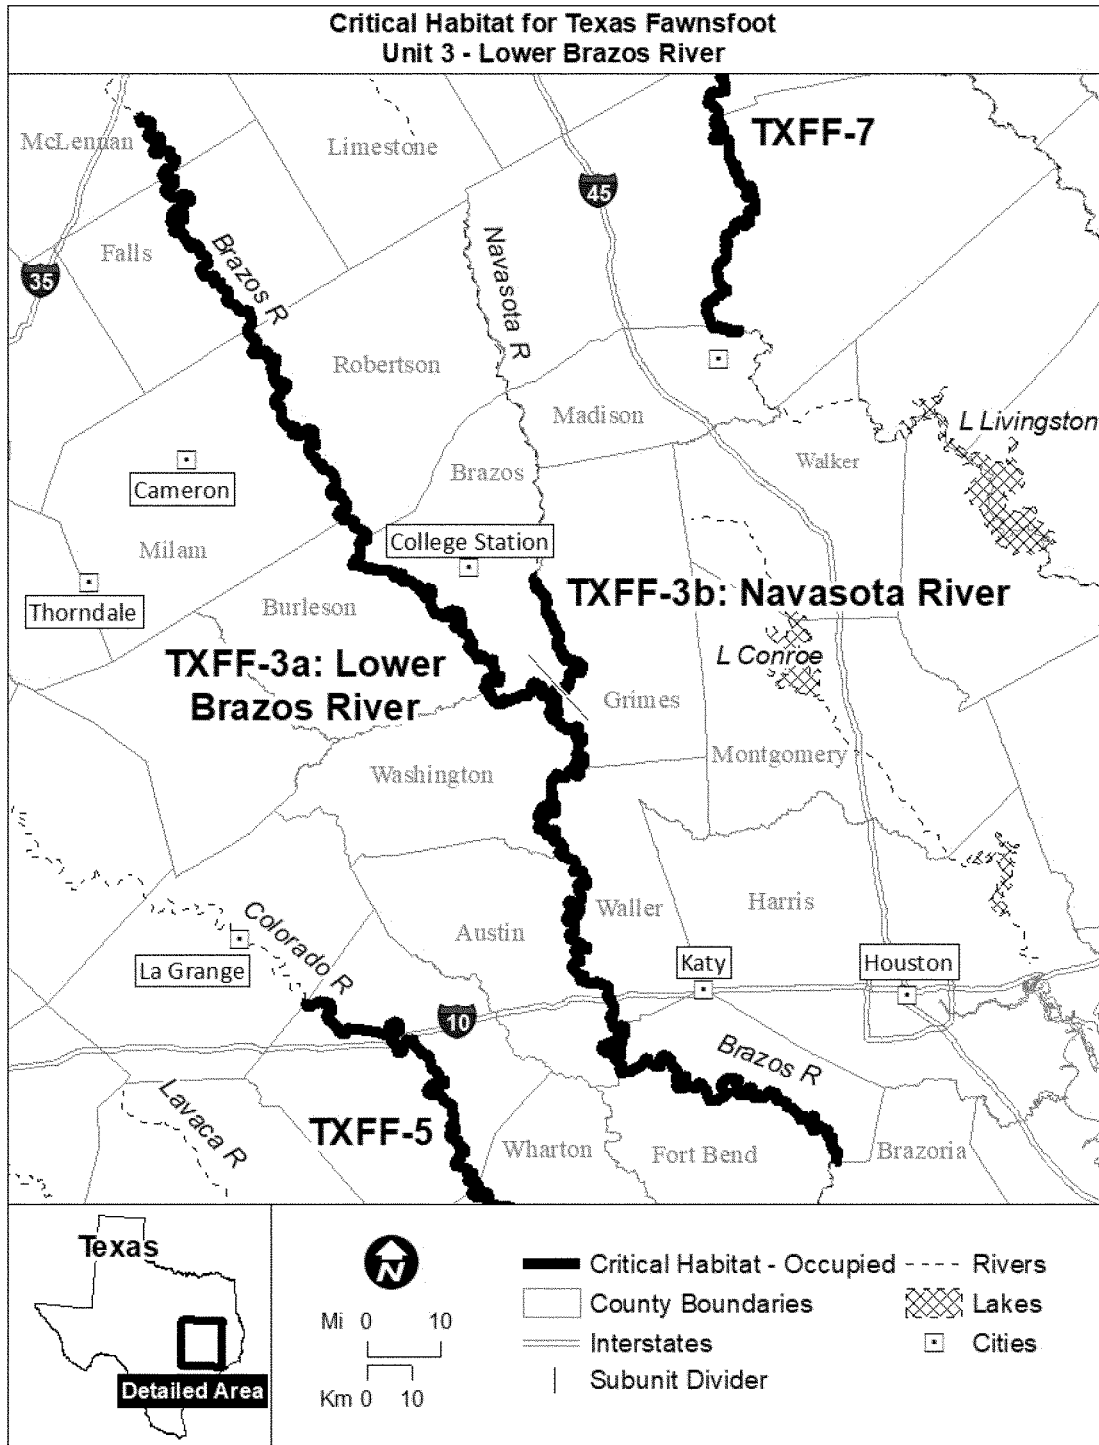 Critical Habitat for Texas Fawnsfoot
Unit 3 - Lower Brazos River
TXFF-7
McLennan
Limestone
45
Falls
35
Brazos R
Navasota R
Robertson
Madison
L Livingston
Brazos
Walker
Cameron
Milam
College Station
TXFF-3b: Navasota River
Thorndale
Burleson
TXFF-3a: Lower
Brazos River
L Conroe
Grimes
Montgomery
Washington
Colorado R
Waller
Harris
Austin
La Grange
Katy
Houston
10
Brazos R
Lavaca R
TXFF-5
Wharton
Fort Bend
Brazoria
Texas
Detailed Area
N
Mi 0 10
Km 0 10
Critical Habitat - Occupied
County Boundaries
Interstates
Subunit Divider
Rivers
Lakes
Cities